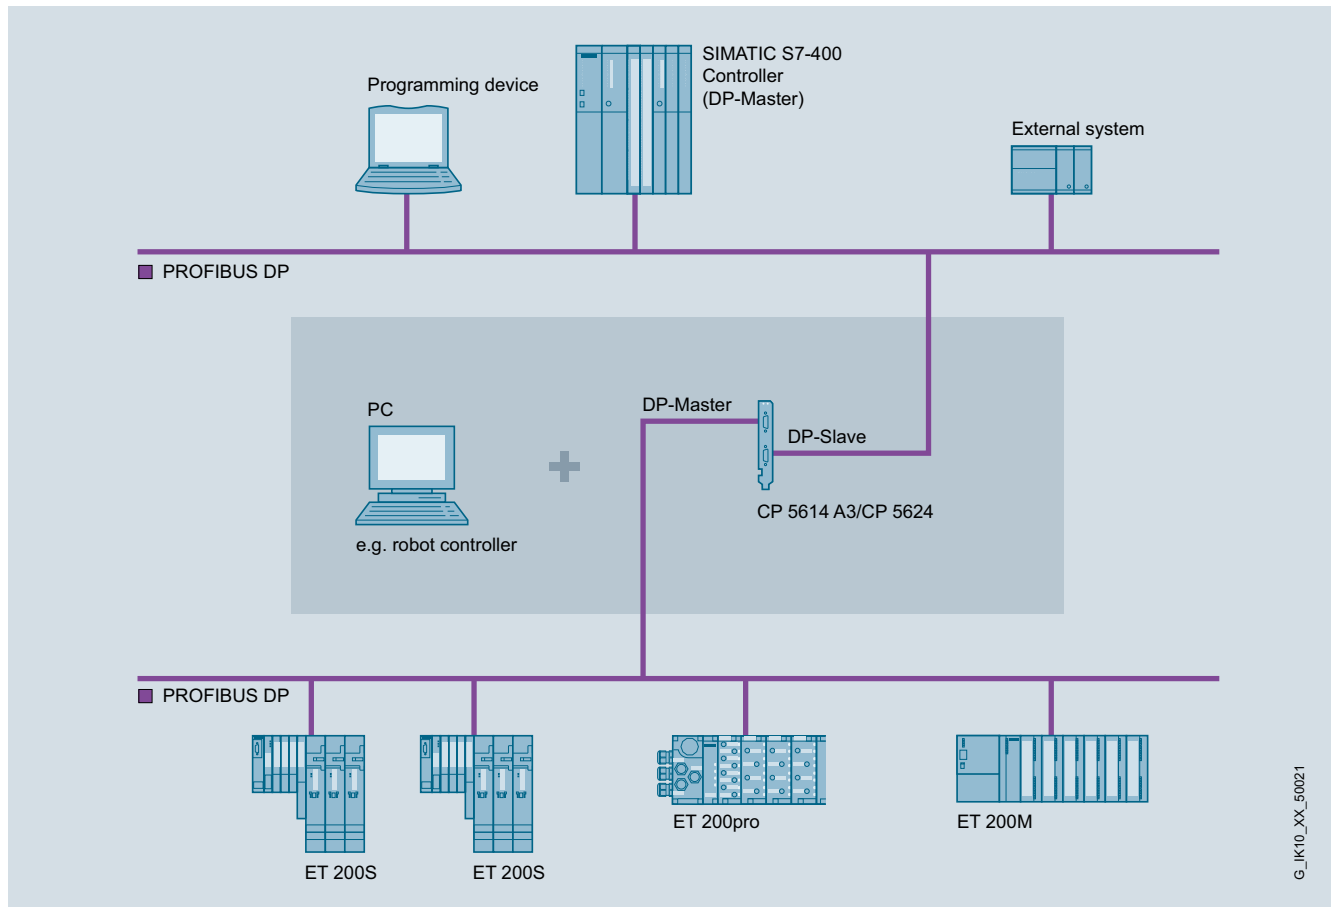 Programming device
SIMATIC S7-400
Controller
(DP-Master)
External system
PROFIBUS DP
PC
DP-Master
DP-Slave
CP 5614 A3/CP 5624
e.g. robot controller
PROFIBUS DP
ET 200S
ET 200S
ET 200pro
ET 200M
G_IK10_XX_50021